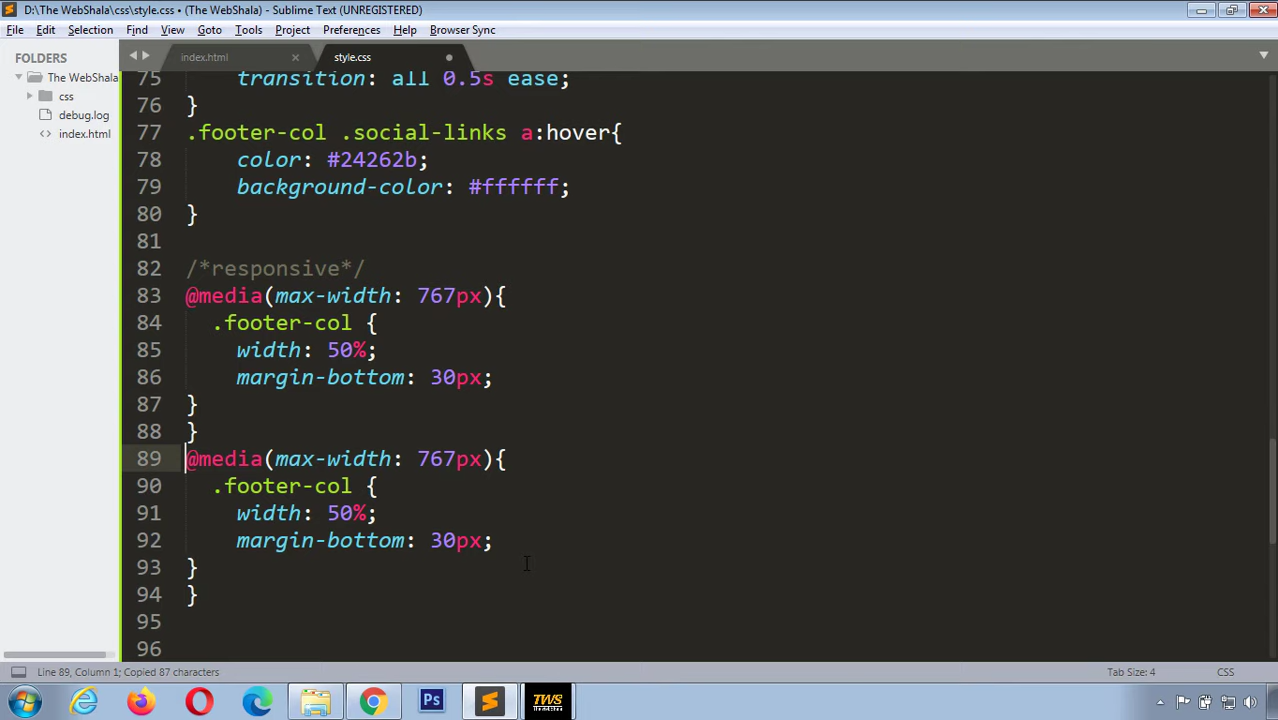 D:\The WebShala\css\style.css • (The WebShala) - Sublime Text (UNREGISTERED)
File Edit Selection Find View Goto Tools Project Preferences Help Browser Sync
FOLDERS
The WebShala
css
debug.log
index.html
index.html
style.css
75 transition: all 0.5s ease;
76 }
77 .footer-col .social-links a:hover{
78 color: #24262b;
79 background-color: #ffffff;
80 }
81
82 /*responsive*/
83 @media(max-width: 767px){
84 .footer-col {
85 width: 50%;
86 margin-bottom: 30px;
87 }
88 }
89 @media(max-width: 767px){
90 .footer-col {
91 width: 50%;
92 margin-bottom: 30px;
93 }
94 }
95
96
Line 89, Column 1; Copied 87 characters
Tab Size: 4
CSS
Ps
TWS